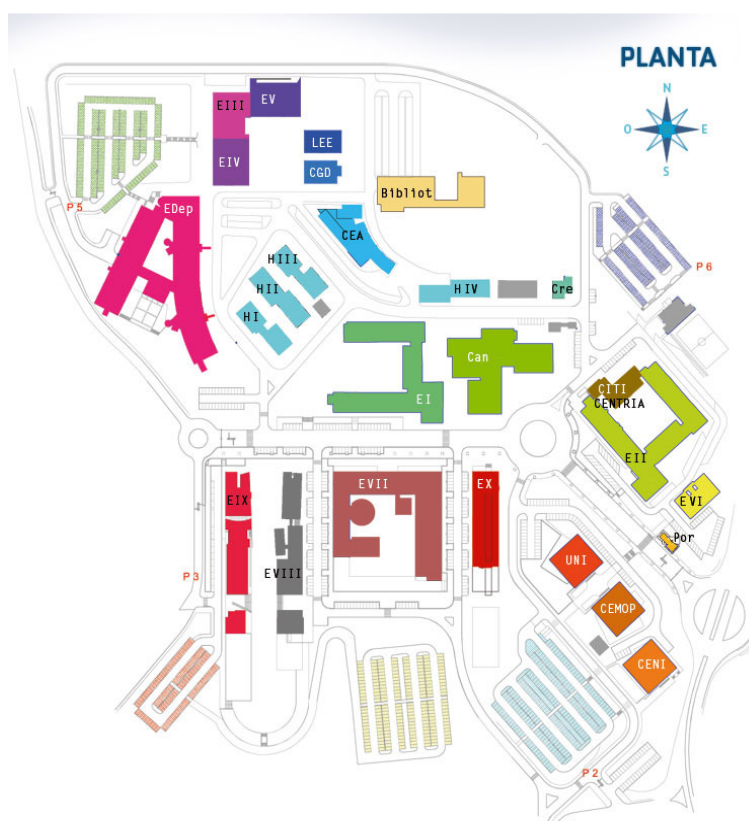 PLANTA
N
O
E
S
EV
EIII
LEE
EIV
CGD
Bibliot
P5
EDep
CEA
HIII
P6
HII
HIV
Cre
HI
Can
CITI
EI
CENTRIA
EII
EVII
EX
EIX
EVI
Por
UNI
EVIII
P3
CEMOP
CENI
P2